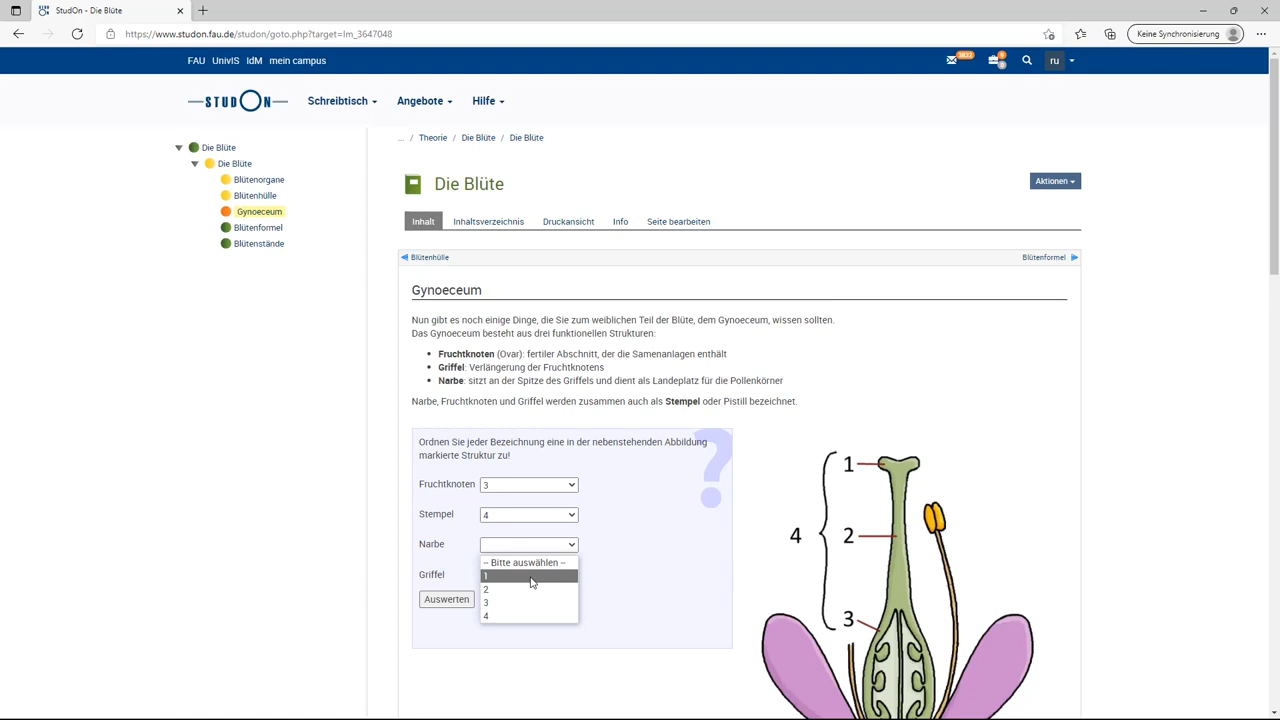 StudOn - Die Blüte
https://www.studon.fau.de/studon/goto.php?target=lm_3647048
Keine Synchronisierung
FAU UnivIS IdM mein campus
ru
STUDON
Schreibtisch Angebote Hilfe
Die Blüte
Die Blüte
Blütenorgane
Blütenhülle
Gynoeceum
Blütenformel
Blütenstände
... / Theorie / Die Blüte / Die Blüte
Die Blüte
Aktionen
Inhalt Inhaltsverzeichnis Druckansicht Info Seite bearbeiten
Blütenhülle Blütenformel
Gynoeceum
Nun gibt es noch einige Dinge, die Sie zum weiblichen Teil der Blüte, dem Gynoeceum, wissen sollten.
Das Gynoeceum besteht aus drei funktionellen Strukturen:
• Fruchtknoten (Ovar): fertiler Abschnitt, der die Samenanlagen enthält
• Griffel: Verlängerung der Fruchtknotens
• Narbe: sitzt an der Spitze des Griffels und dient als Landeplatz für die Pollenkörner
Narbe, Fruchtknoten und Griffel werden zusammen auch als Stempel oder Pistill bezeichnet.
Ordnen Sie jeder Bezeichnung eine in der nebenstehenden Abbildung
markierte Struktur zu!
?
Fruchtknoten 3
Stempel 4
Narbe
-- Bitte auswählen --
1
2
3
4
Griffel
Auswerten
1
4 2
3